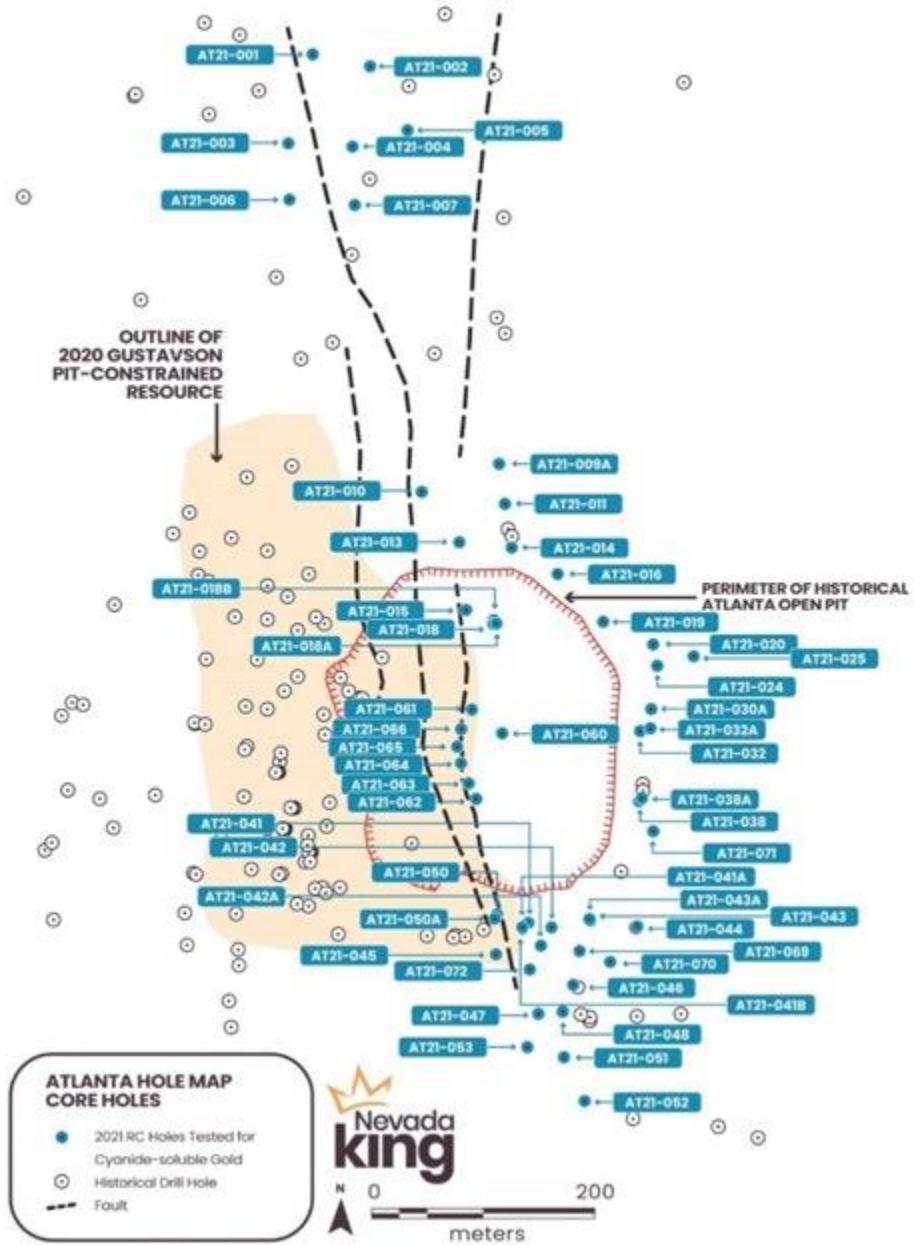 AT21-001
AT21-002
AT21-005
AT21-003
AT21-004
AT21-006
AT21-007
OUTLINE OF
2020 GUSTAVSON
PIT-CONSTRAINED
RESOURCE
AT21-009A
AT21-010
AT21-011
AT21-013
AT21-014
AT21-016
AT21-018B
PERIMETER OF HISTORICAL
ATLANTA OPEN PIT
AT21-015
AT21-019
AT21-018
AT21-018A
AT21-020
AT21-025
AT21-024
AT21-061
AT21-030A
AT21-066
AT21-060
AT21-032A
AT21-065
AT21-032
AT21-064
AT21-063
AT21-062
AT21-038A
AT21-041
AT21-038
AT21-042
AT21-071
AT21-050
AT21-041A
AT21-042A
AT21-043A
AT21-050A
AT21-043
AT21-044
AT21-045
AT21-069
AT21-072
AT21-070
AT21-046
AT21-041B
AT21-047
AT21-048
AT21-053
AT21-051
AT21-052
ATLANTA HOLE MAP
CORE HOLES
2021 RC Holes Tested for
Cyanide-soluble Gold
Historical Drill Hole
Fault
Nevada
king
N
0 200
meters